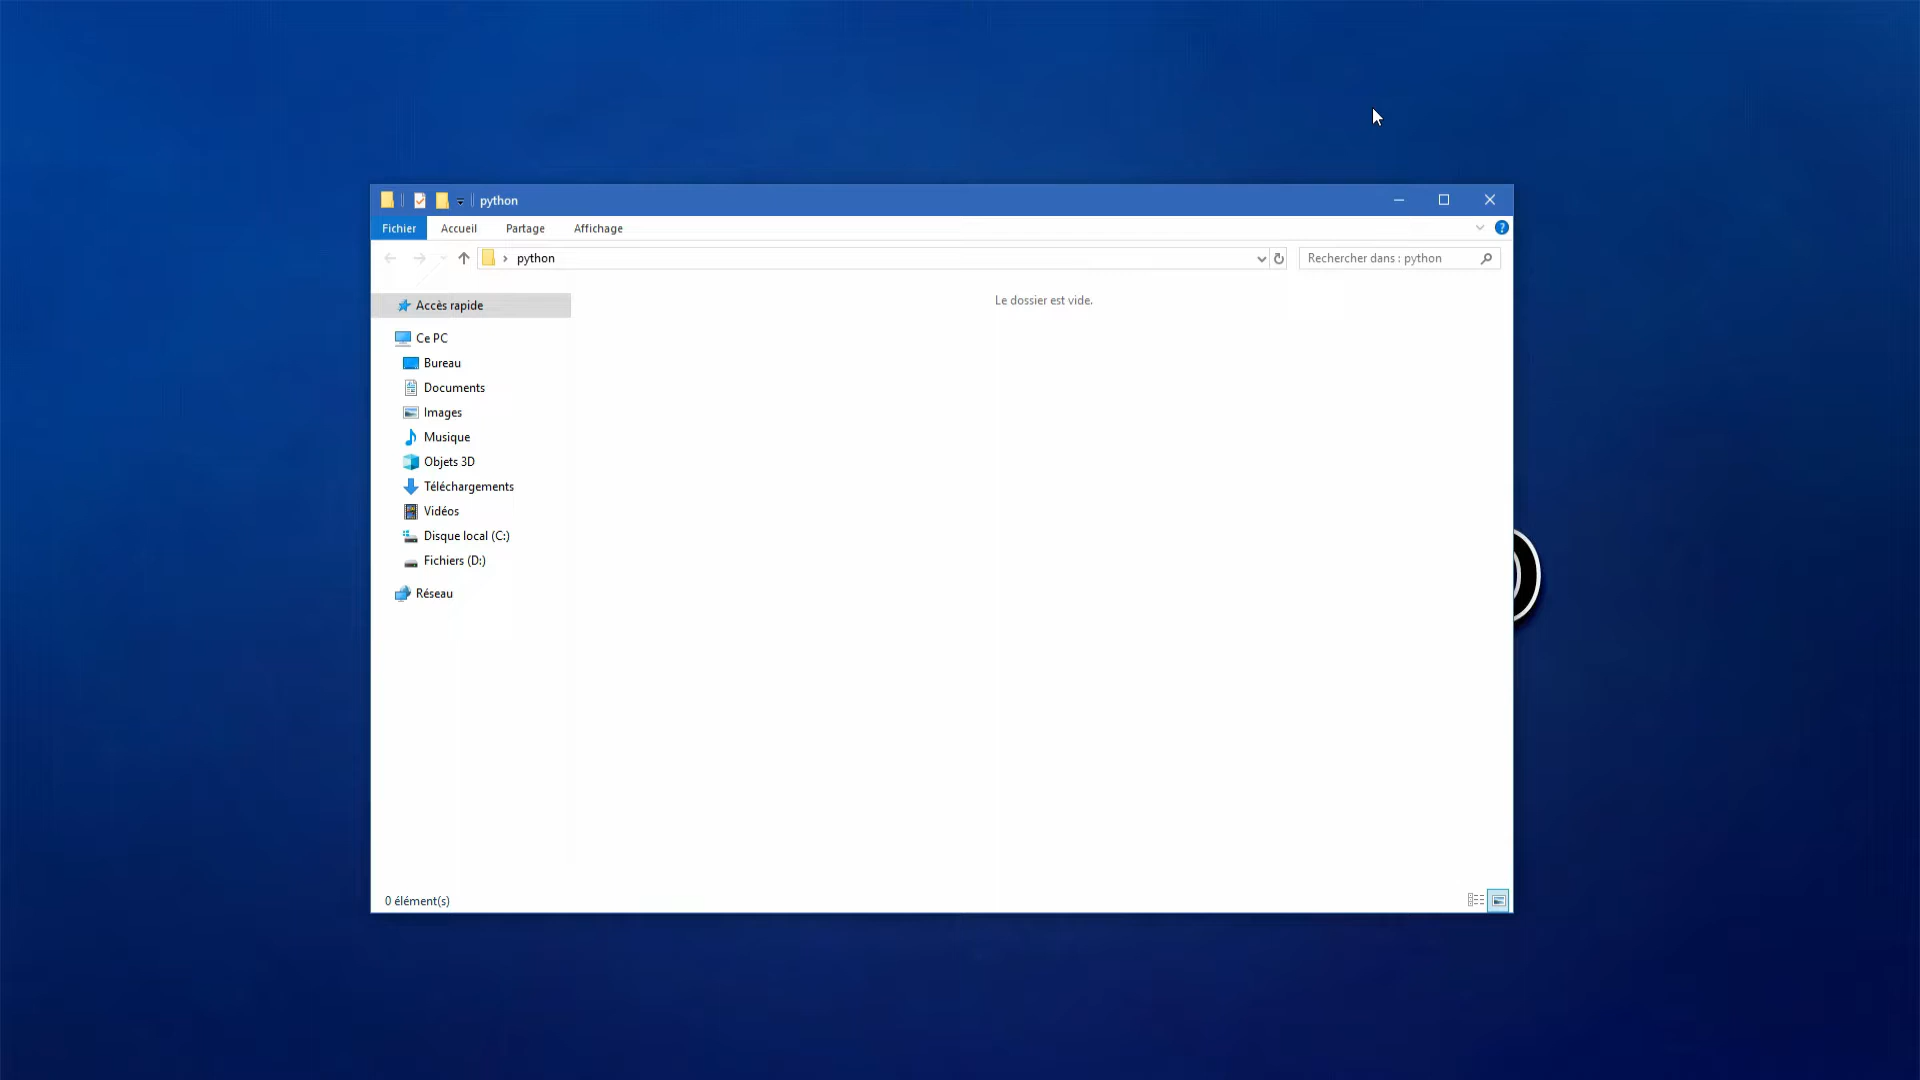 python
Fichier Accueil Partage Affichage
python
Rechercher dans : python
Accès rapide
Le dossier est vide.
Ce PC
Bureau
Documents
Images
Musique
Objets 3D
Téléchargements
Vidéos
Disque local (C:)
Fichiers (D:)
Réseau
0 élément(s)